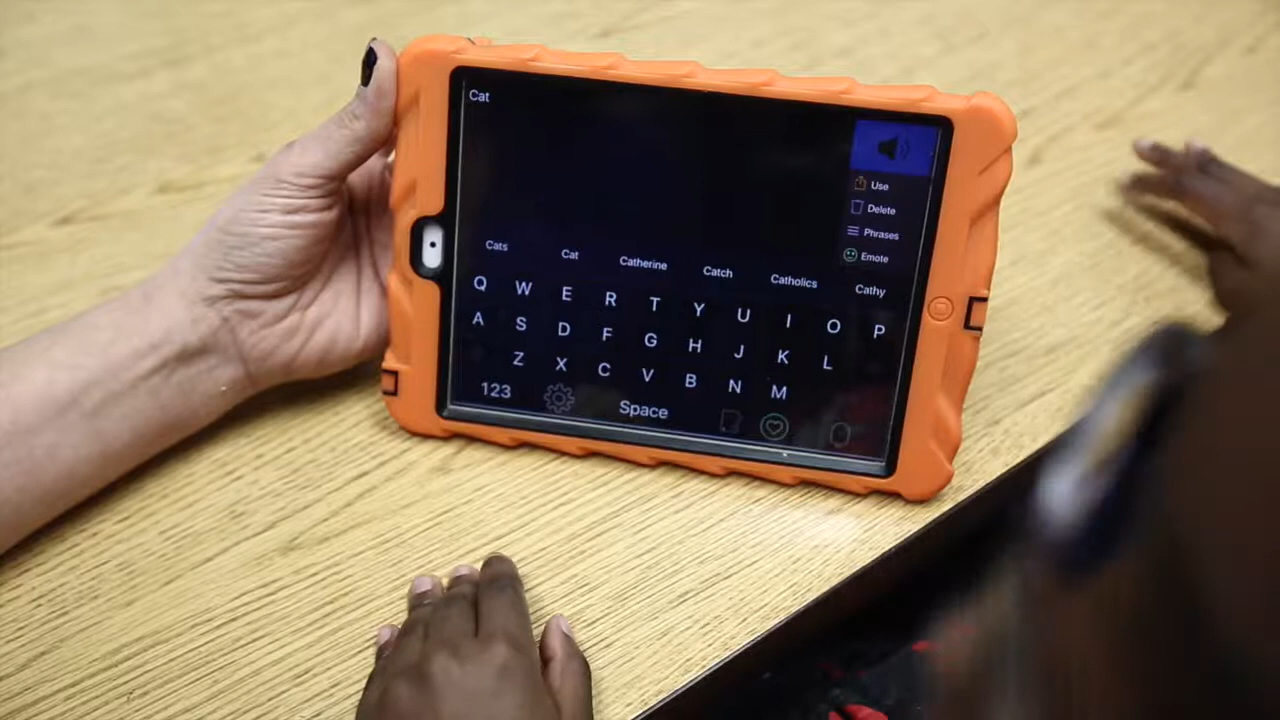 Cat
Use
Delete
Phrases
Emote
Cats Cat Catherine Catch Catholics Cathy
Q W E R T Y U I O P
A S D F G H J K L
Z X C V B N M
123 Space